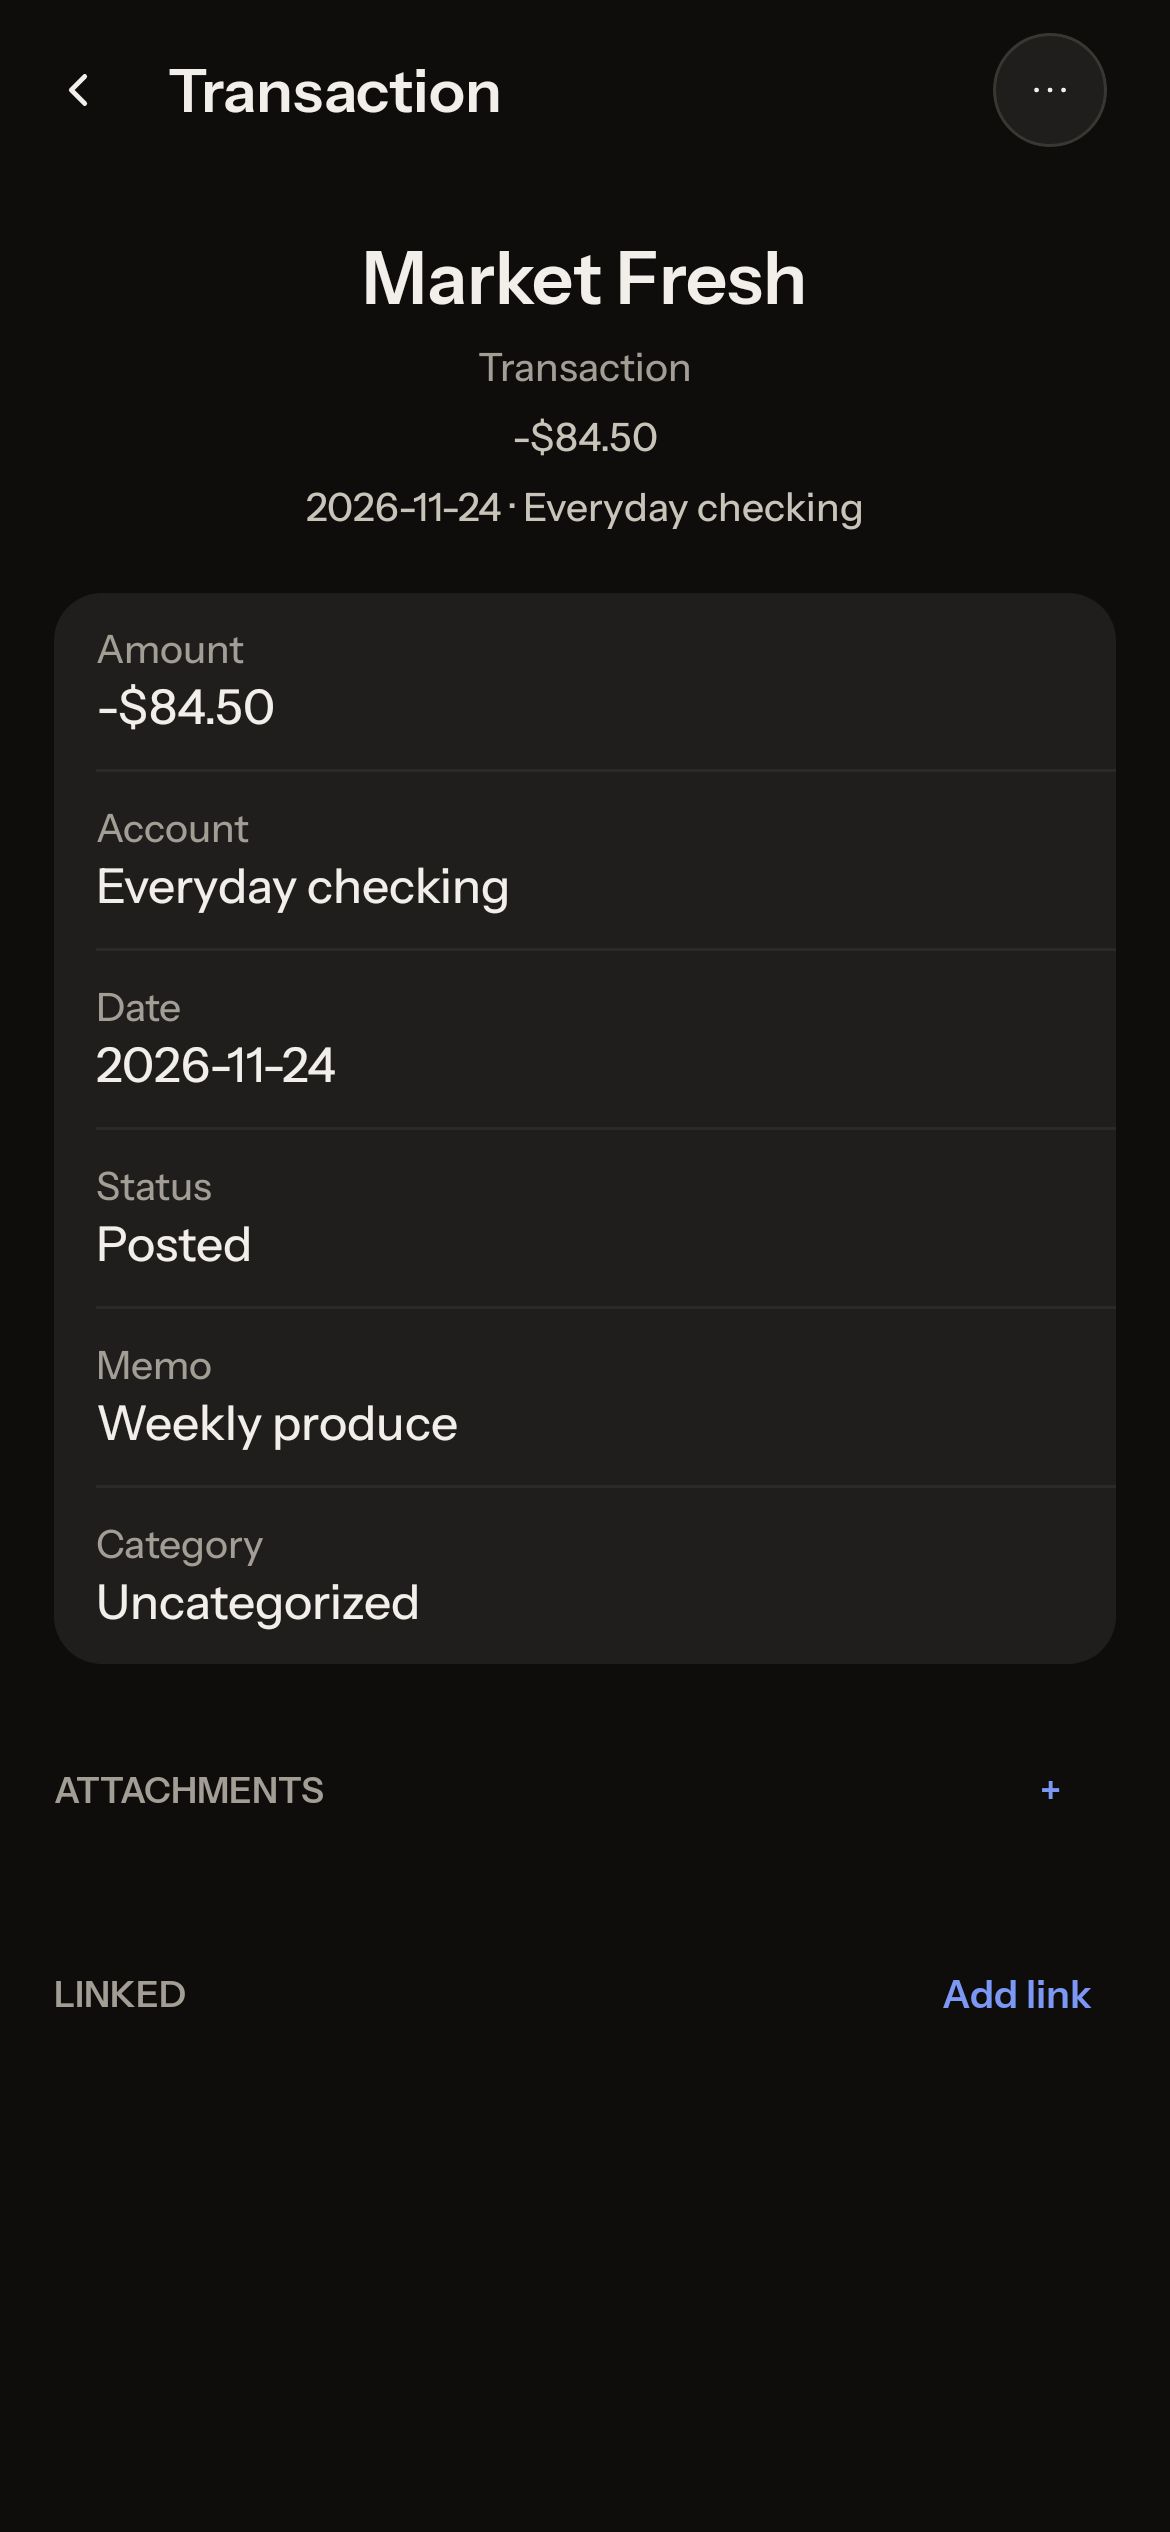 Transaction
...
Market Fresh
Transaction
-$84.50
2026-11-24 · Everyday checking
Amount
-$84.50
Account
Everyday checking
Date
2026-11-24
Status
Posted
Memo
Weekly produce
Category
Uncategorized
ATTACHMENTS +
LINKED Add link